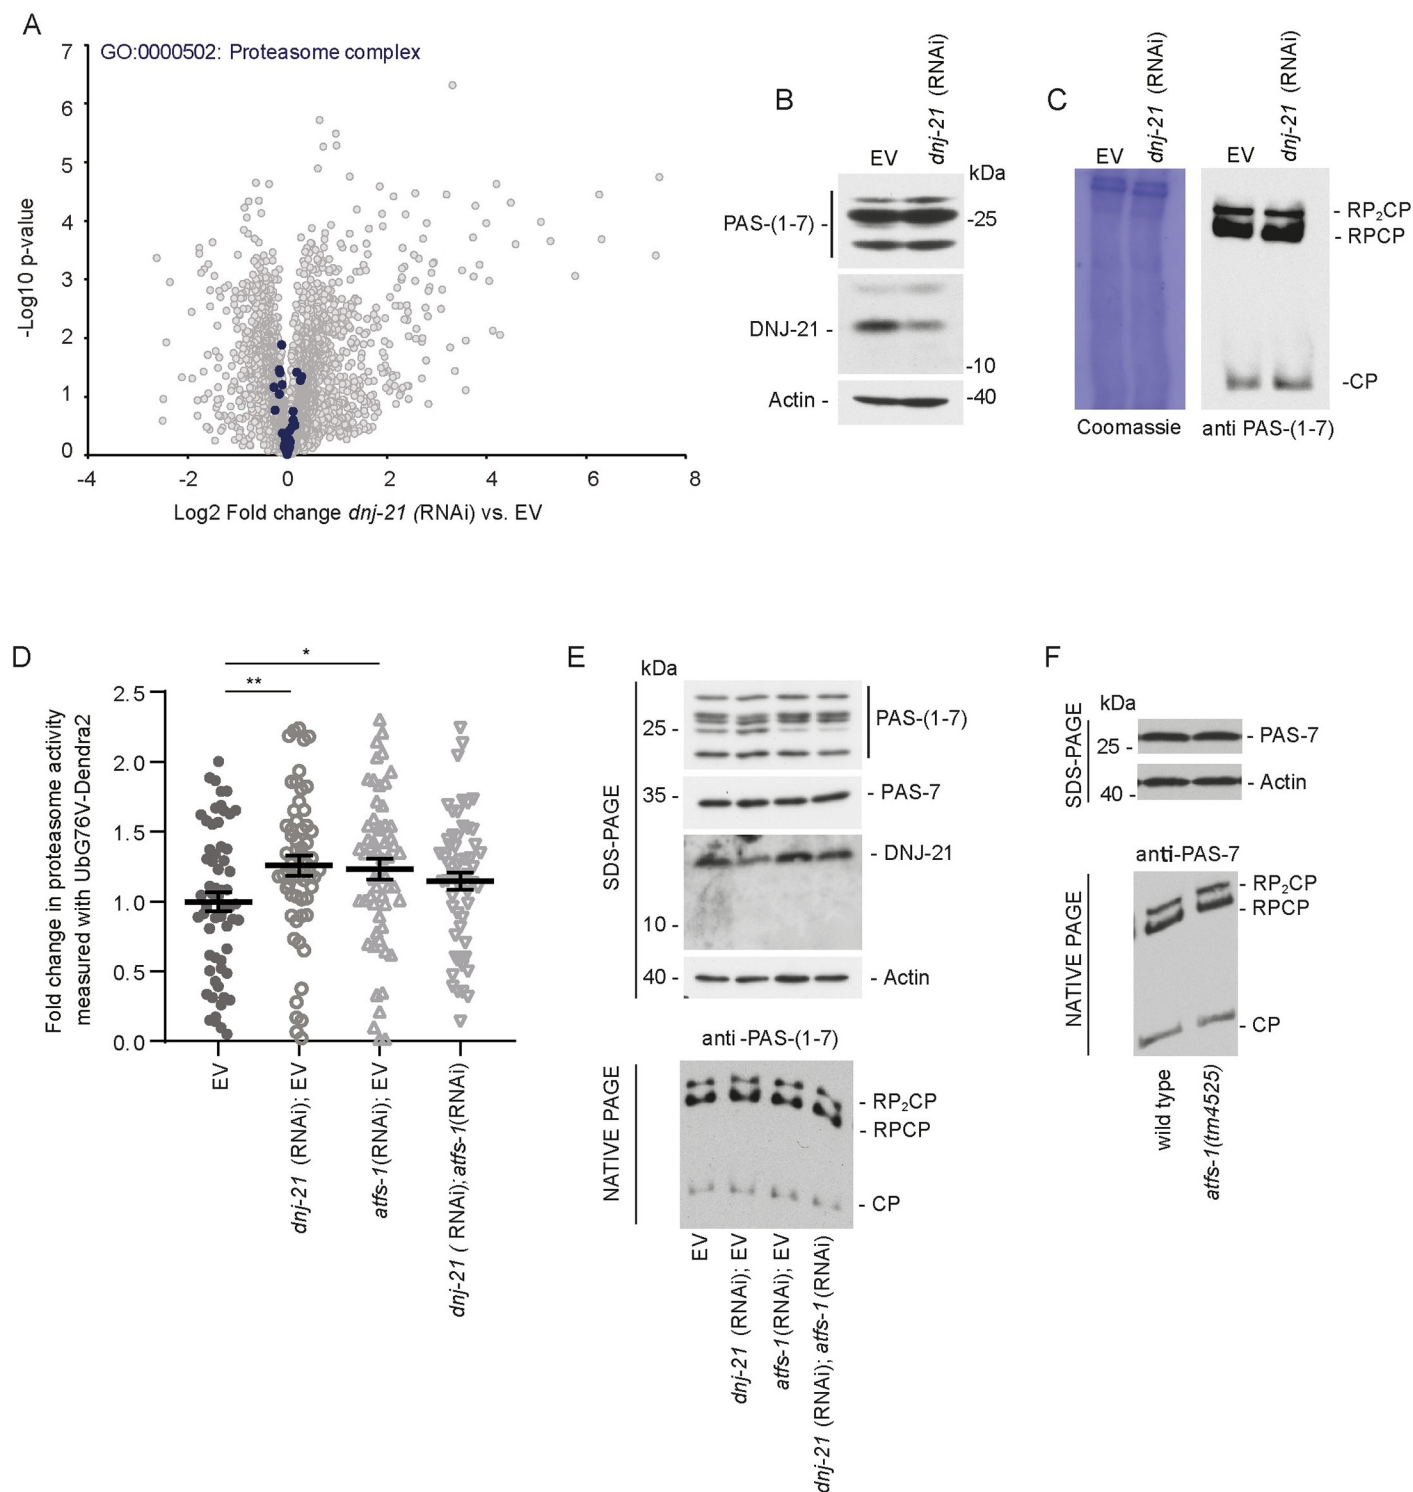 A
GO:0000502: Proteasome complex
7
6
5
4
3
2
1
0
-Log10 p-value
-4
-2
0
2
4
6
8
Log2 Fold change dnj-21 (RNAi) vs. EV
B
EV
dnj-21 (RNAi)
kDa
PAS-(1-7) -
-25
DNJ-21 -
-10
Actin -
-40
C
EV
dnj-21 (RNAi)
EV
dnj-21 (RNAi)
- RP₂CP
- RPCP
-CP
Coomassie
anti PAS-(1-7)
D
*
**
2.5
2.0
1.5
1.0
0.5
0.0
Fold change in proteasome activity
measured with UbG76V-Dendra2
EV
dnj-21 (RNAi); EV
atfs-1(RNAi); EV
dnj-21 ( RNAi); atfs-1(RNAi)
E
kDa
SDS-PAGE
25 -
PAS-(1-7)
35 -
- PAS-7
- DNJ-21
10 -
40 -
- Actin
anti -PAS-(1-7)
NATIVE PAGE
- RP₂CP
- RPCP
- CP
EV
dnj-21 (RNAi); EV
atfs-1(RNAi); EV
dnj-21 (RNAi); atfs-1(RNAi)
F
kDa
SDS-PAGE
25 -
- PAS-7
40 -
- Actin
anti-PAS-7
NATIVE PAGE
- RP₂CP
- RPCP
- CP
wild type
atfs-1(tm4525)